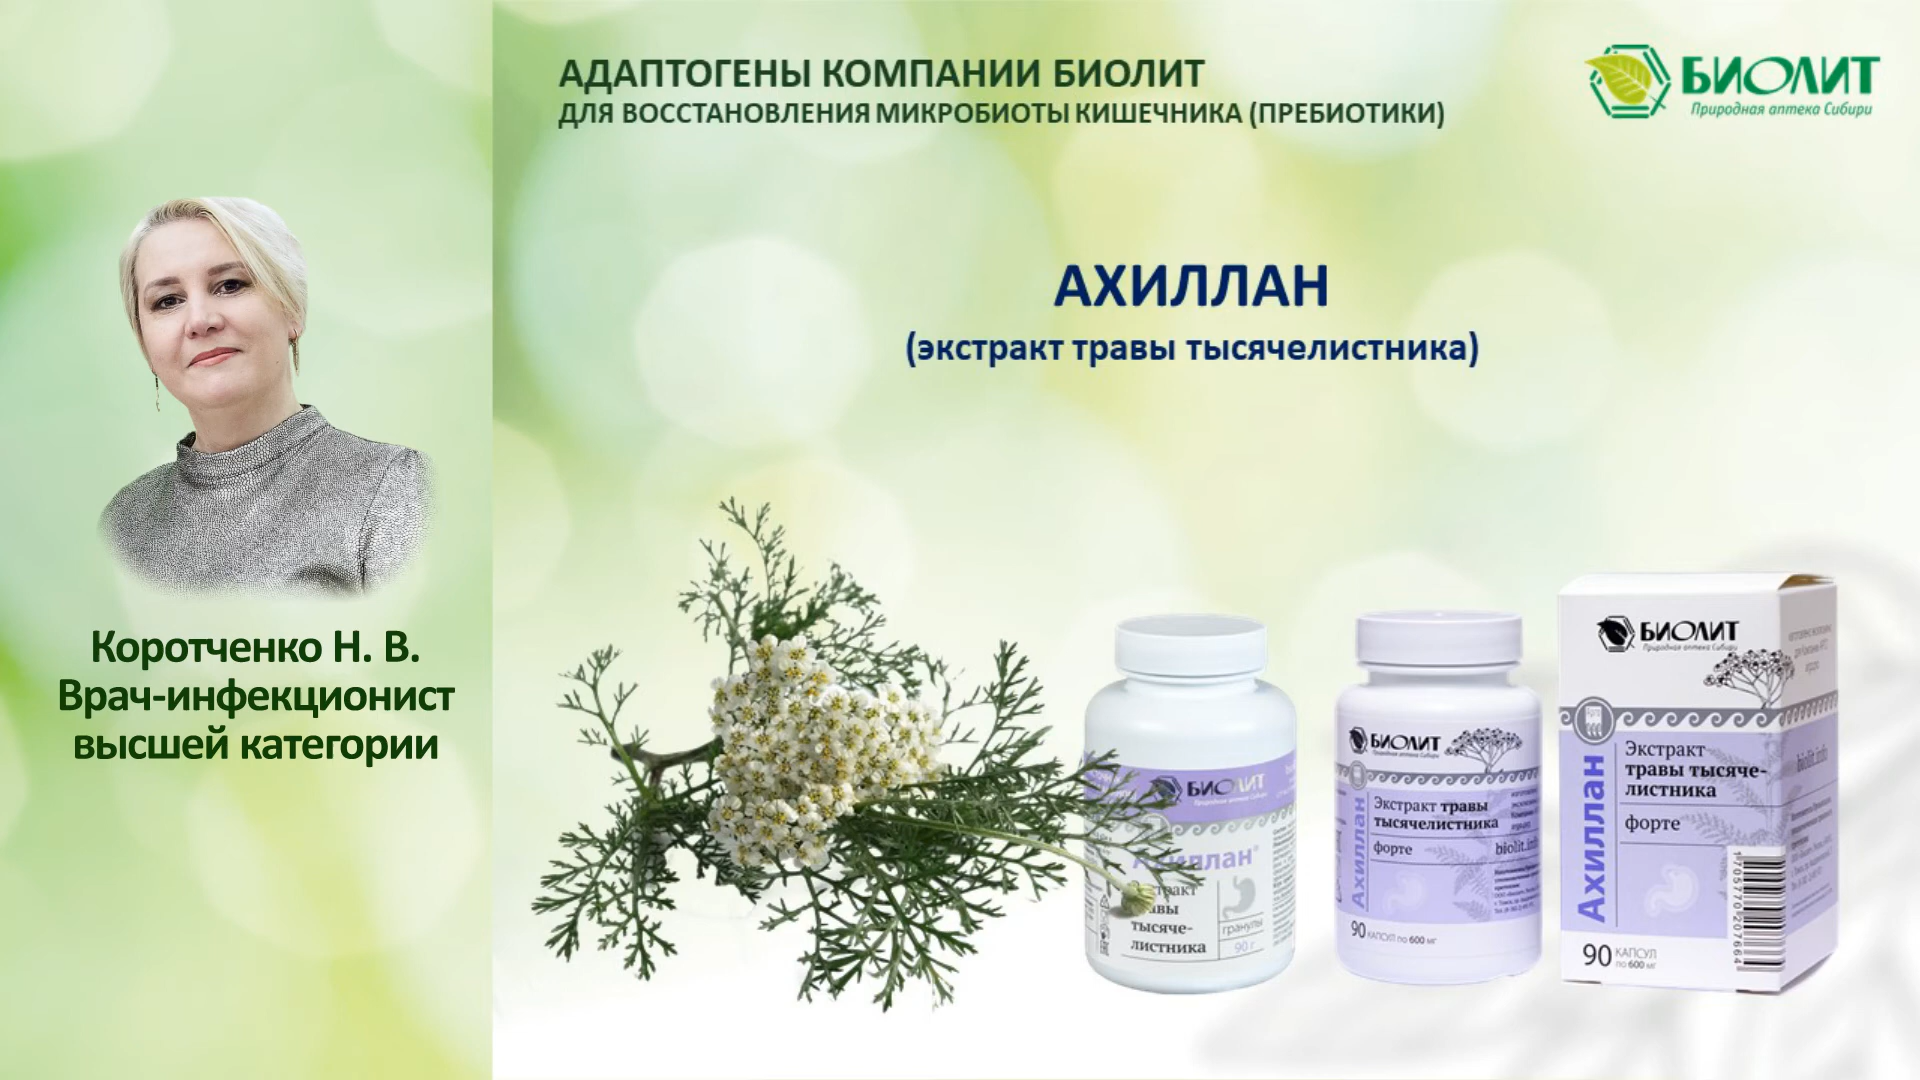 АДАПТОГЕНЫ КОМПАНИИ БИОЛИТ
ДЛЯ ВОССТАНОВЛЕНИЯ МИКРОБИОТЫ КИШЕЧНИКА (ПРЕБИОТИКИ)
БИОЛИТ
Природная аптека Сибири
АХИЛЛАН
(экстракт травы тысячелистника)
Коротченко Н. В.
Врач-инфекционист
высшей категории
БИОЛИТ
Природная аптека Сибири
Ахиллан®
тысяче-
листника
гранулы
90 г
БИОЛИТ
Природная аптека Сибири
Ахиллан
Экстракт травы
тысячелистника
форте
biolit.info
90 КАПСУЛ по 600 мг
БИОЛИТ
Природная аптека Сибири
Ахиллан
Экстракт
травы тысяче-
листника
форте
biolit.info
90 КАПСУЛ
по 600 мг